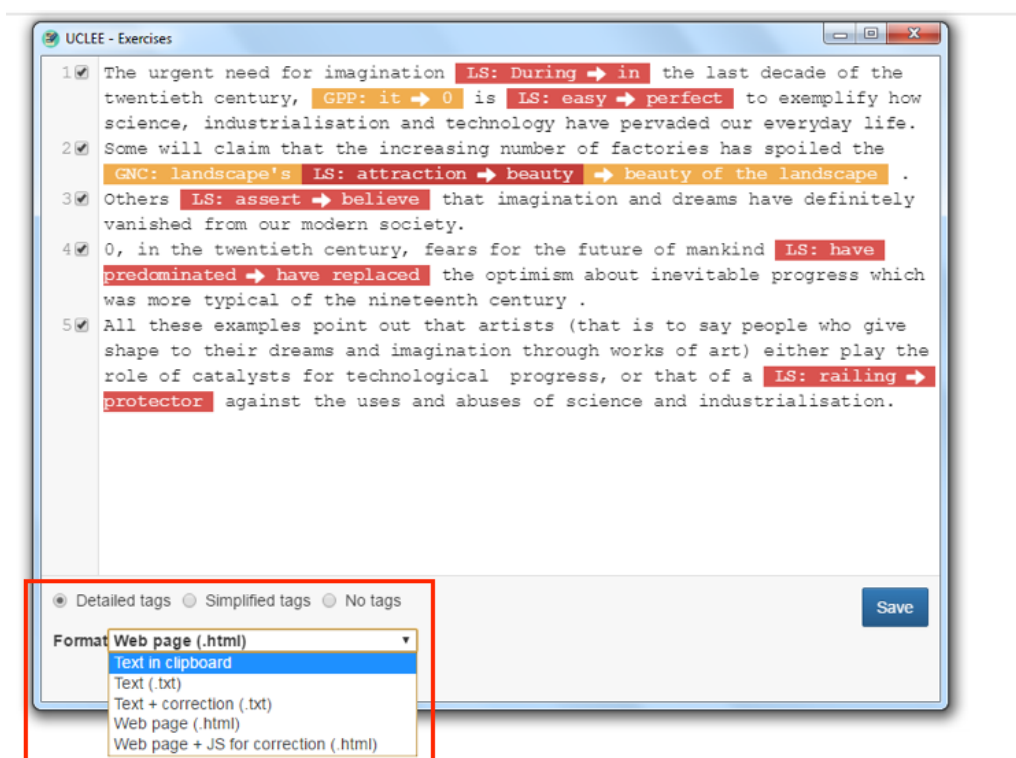 UCLEE - Exercises
1 The urgent need for imagination LS: During → in the last decade of the
twentieth century, GPP: it → 0 is LS: easy → perfect to exemplify how
science, industrialisation and technology have pervaded our everyday life.
2 Some will claim that the increasing number of factories has spoiled the
GNC: landscape's LS: attraction → beauty → beauty of the landscape .
3 Others LS: assert → believe that imagination and dreams have definitely
vanished from our modern society.
4 0, in the twentieth century, fears for the future of mankind LS: have
predominated → have replaced the optimism about inevitable progress which
was more typical of the nineteenth century .
5 All these examples point out that artists (that is to say people who give
shape to their dreams and imagination through works of art) either play the
role of catalysts for technological progress, or that of a LS: railing →
protector against the uses and abuses of science and industrialisation.
Detailed tags Simplified tags No tags
Save
Format Web page (.html)
Text in clipboard
Text (.txt)
Text + correction (.txt)
Web page (.html)
Web page + JS for correction (.html)